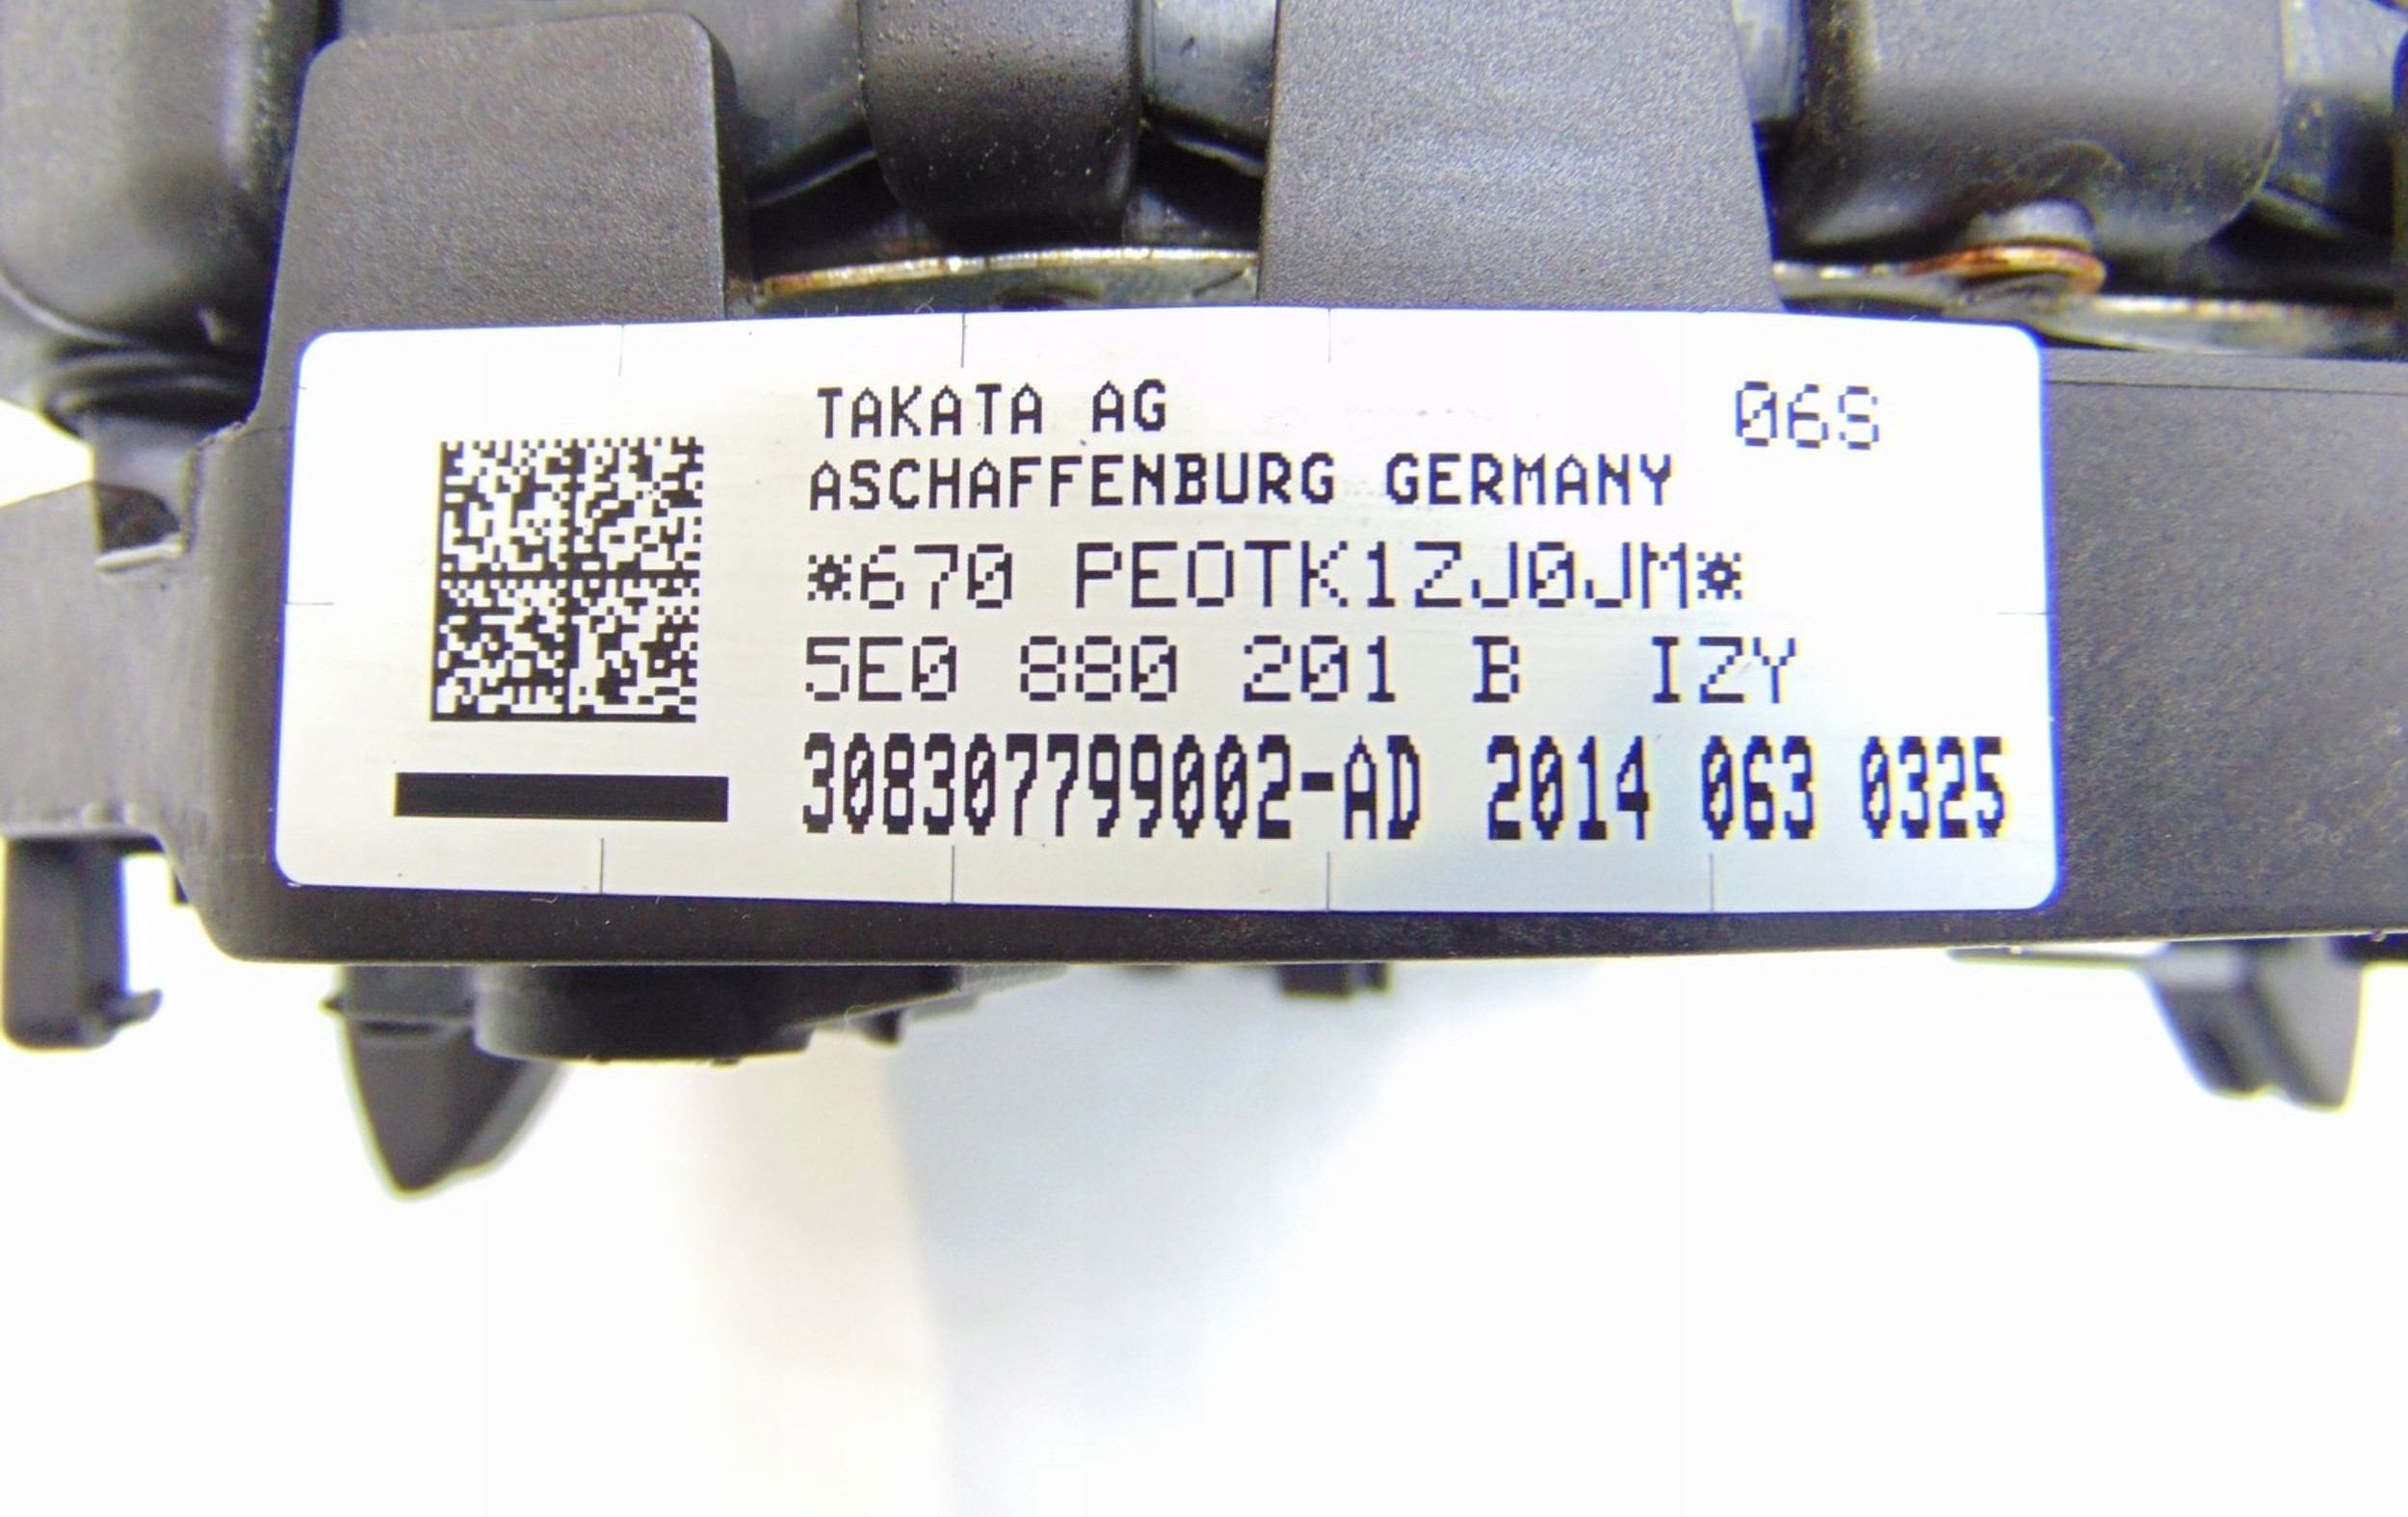 TAKATA AG 06S
ASCHAFFENBURG GERMANY
*670 PEOTK1ZJ0JM*
5E0 880 201 B IZY
308307799002-AD 2014 063 0325